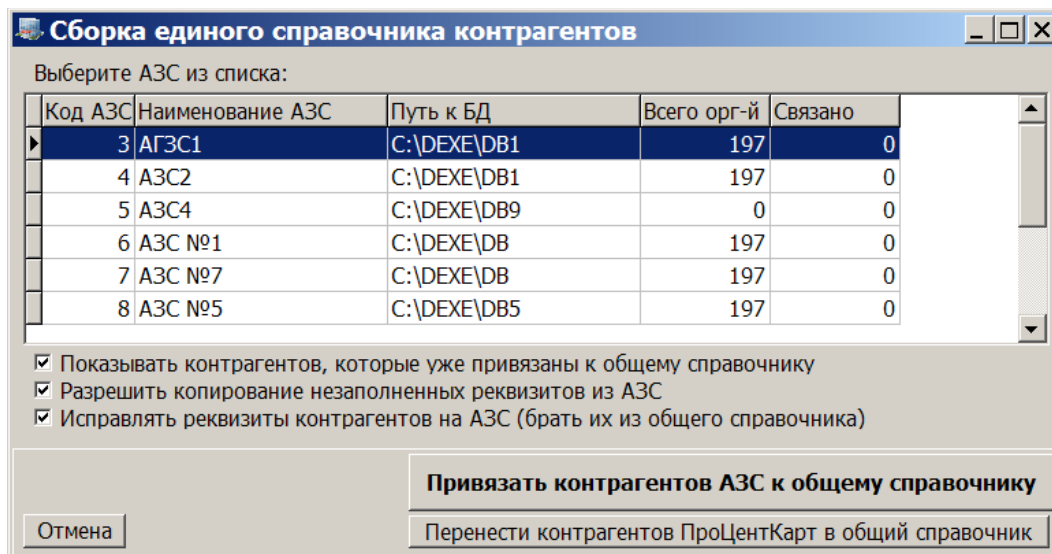 Сборка единого справочника контрагентов
Выберите АЗС из списка:
Код АЗС Наименование АЗС Путь к БД Всего орг-й Связано
3 АГЗС1 C:\DEXE\DB1 197 0
4 АЗС2 C:\DEXE\DB1 197 0
5 АЗС4 C:\DEXE\DB9 0 0
6 АЗС №1 C:\DEXE\DB 197 0
7 АЗС №7 C:\DEXE\DB 197 0
8 АЗС №5 C:\DEXE\DB5 197 0
Показывать контрагентов, которые уже привязаны к общему справочнику
Разрешить копирование незаполненных реквизитов из АЗС
Исправлять реквизиты контрагентов на АЗС (брать их из общего справочника)
Привязать контрагентов АЗС к общему справочнику
Отмена Перенести контрагентов ПроЦентКарт в общий справочник